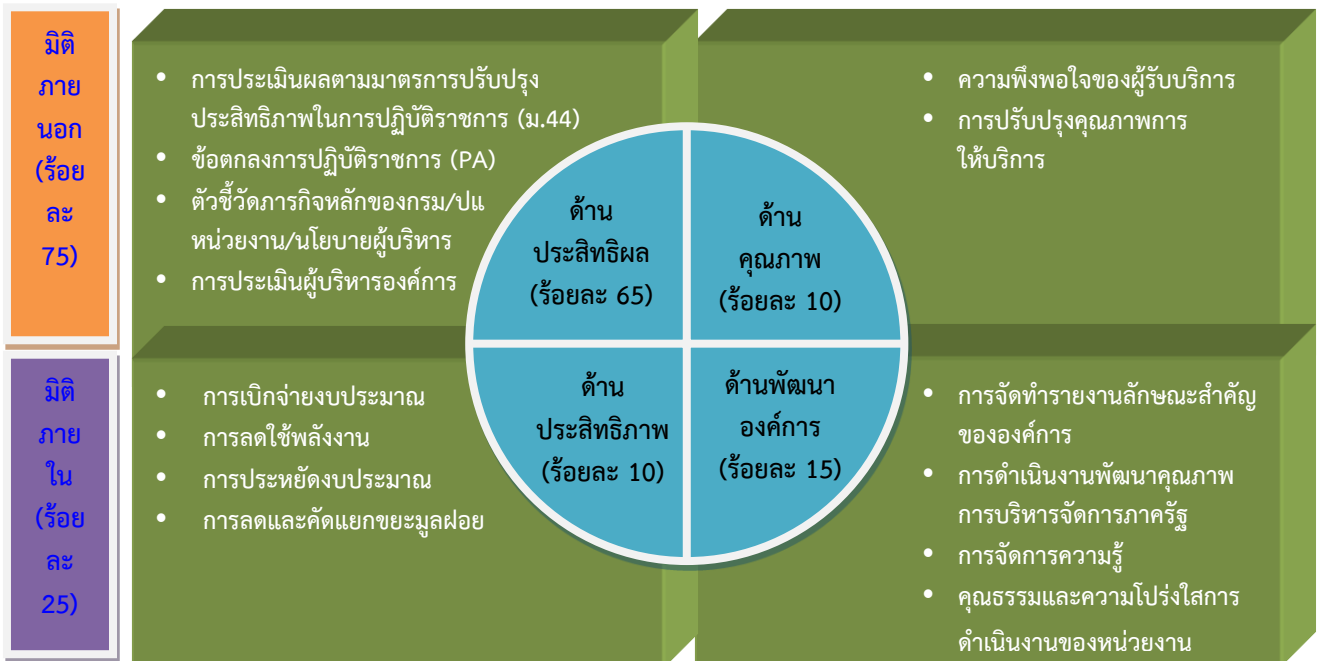 มิติ
ภาย
นอก
(ร้อย
ละ
75)
• การประเมินผลตามมาตรการปรับปรุง
ประสิทธิภาพในการปฏิบัติราชการ (ม.44)
• ข้อตกลงการปฏิบัติราชการ (PA)
• ตัวชี้วัดภารกิจหลักของกรม/ปแ
หน่วยงาน/นโยบายผู้บริหาร
• การประเมินผู้บริหารองค์การ
ด้าน
ประสิทธิผล
(ร้อยละ 65)
ด้าน
คุณภาพ
(ร้อยละ 10)
• ความพึงพอใจของผู้รับบริการ
• การปรับปรุงคุณภาพการ
ให้บริการ
มิติ
ภาย
ใน
(ร้อย
ละ
25)
• การเบิกจ่ายงบประมาณ
• การลดใช้พลังงาน
• การประหยัดงบประมาณ
• การลดและคัดแยกขยะมูลฝอย
ด้าน
ประสิทธิภาพ
(ร้อยละ 10)
ด้านพัฒนา
องค์การ
(ร้อยละ 15)
• การจัดทำรายงานลักษณะสำคัญ
ขององค์การ
• การดำเนินงานพัฒนาคุณภาพ
การบริหารจัดการภาครัฐ
• การจัดการความรู้
• คุณธรรมและความโปร่งใสการ
ดำเนินงานของหน่วยงาน